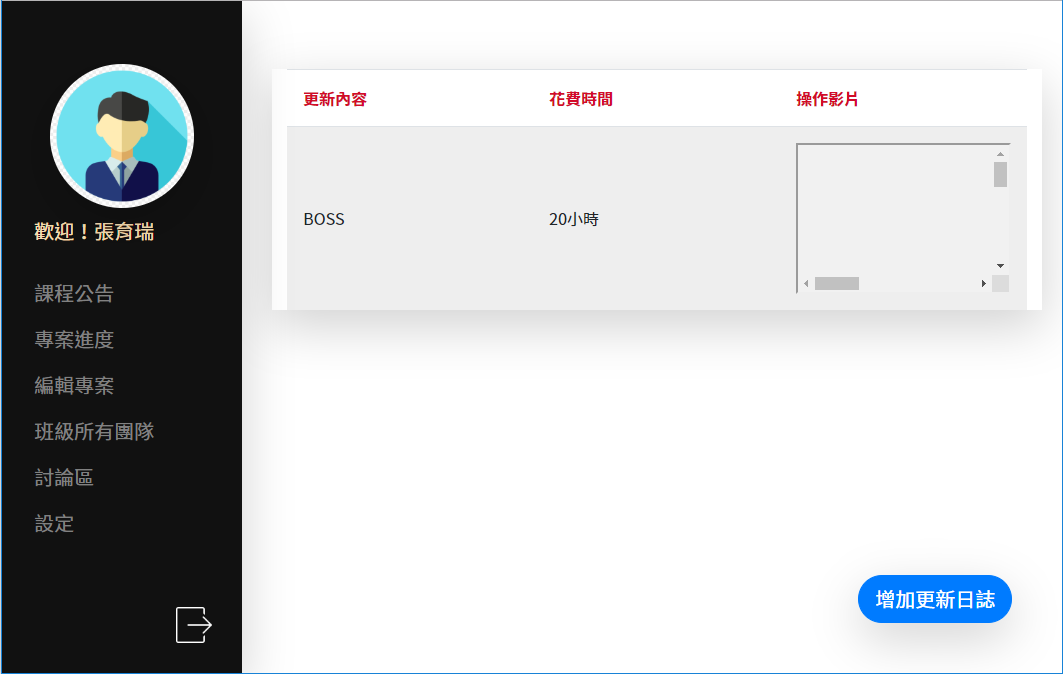 歡迎！張育瑞
課程公告
專案進度
編輯專案
班級所有團隊
討論區
設定
更新內容 花費時間 操作影片
BOSS 20小時
增加更新日誌